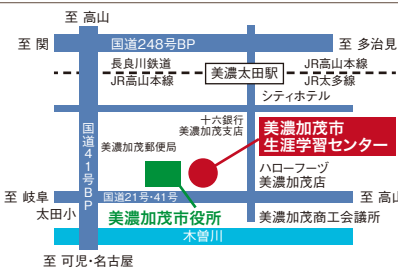 至 高山
至 関
国道248号BP
至 多治見
長良川鉄道
JR高山本線
美濃太田駅
JR高山本線
JR太多線
シティホテル
十六銀行
美濃加茂支店
美濃加茂郵便局
美濃加茂市
生涯学習センター
国道41号BP
ハローフーヅ
美濃加茂店
至 岐阜
国道21号･41号
至 高山
太田小
美濃加茂市役所
美濃加茂商工会議所
木曽川
至 可児･名古屋